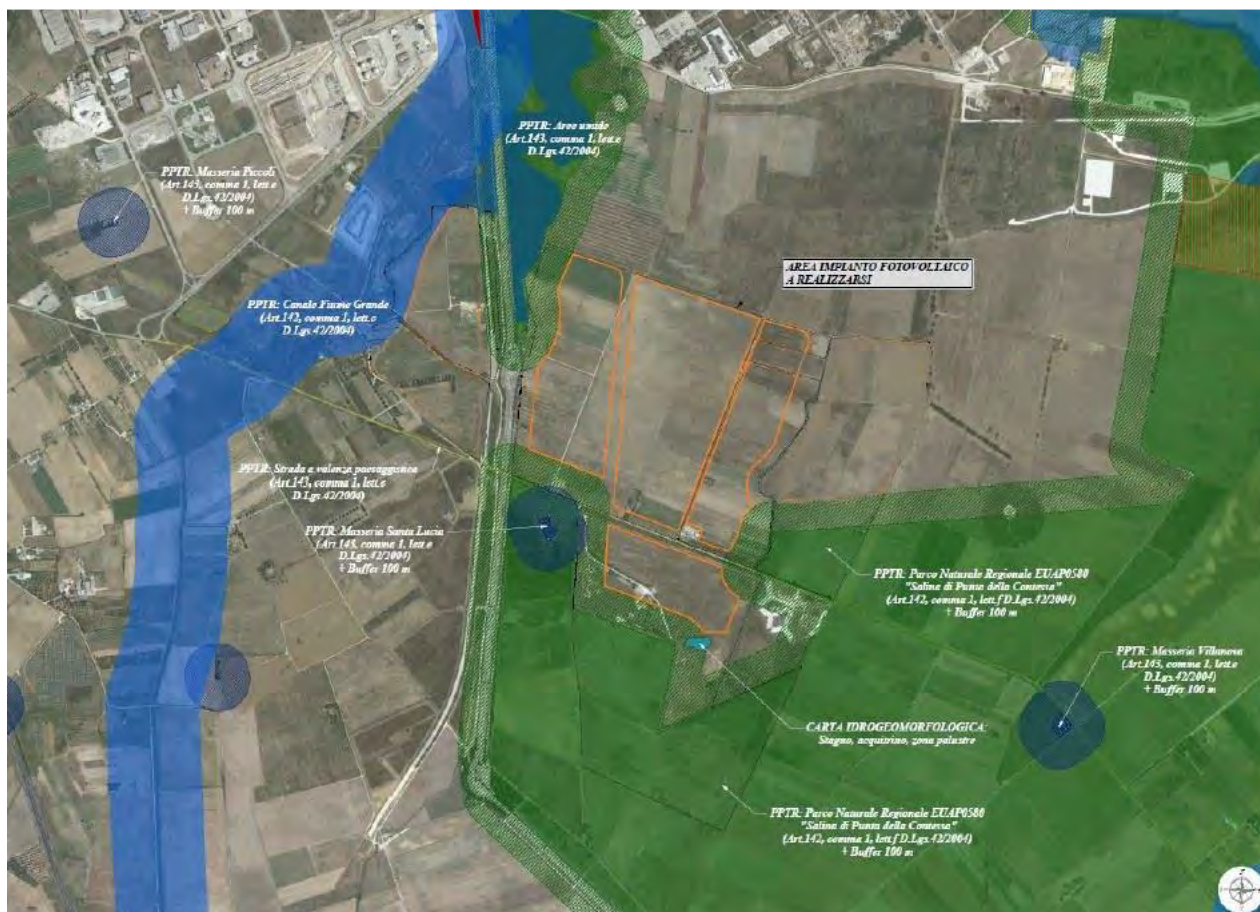 PPTR: Aree umide
(Art.143, comma 1, lett.e
D.Lgs.42/2004)
PPTR: Masseria Piccoli
(Art.143, comma 1, lett.e
D.Lgs.42/2004)
+ Buffer 100 m
AREA IMPIANTO FOTOVOLTAICO
A REALIZZARSI
PPTR: Canale Fiume Grande
(Art.142, comma 1, lett.c
D.Lgs.42/2004)
PPTR: Strada a valenza paesaggistica
(Art.143, comma 1, lett.e
D.Lgs.42/2004)
PPTR: Masseria Santa Lucia
(Art.143, comma 1, lett.e
D.Lgs.42/2004)
+ Buffer 100 m
PPTR: Parco Naturale Regionale EUAP0580
"Salina di Punta della Contessa"
(Art.142, comma 1, lett.f D.Lgs.42/2004)
+ Buffer 100 m
PPTR: Masseria Villanova
(Art.143, comma 1, lett.e
D.Lgs.42/2004)
+ Buffer 100 m
CARTA IDROGEOMORFOLOGICA:
Stagno, acquitrino, zona palustre
PPTR: Parco Naturale Regionale EUAP0580
"Salina di Punta della Contessa"
(Art.142, comma 1, lett.f D.Lgs.42/2004)
+ Buffer 100 m